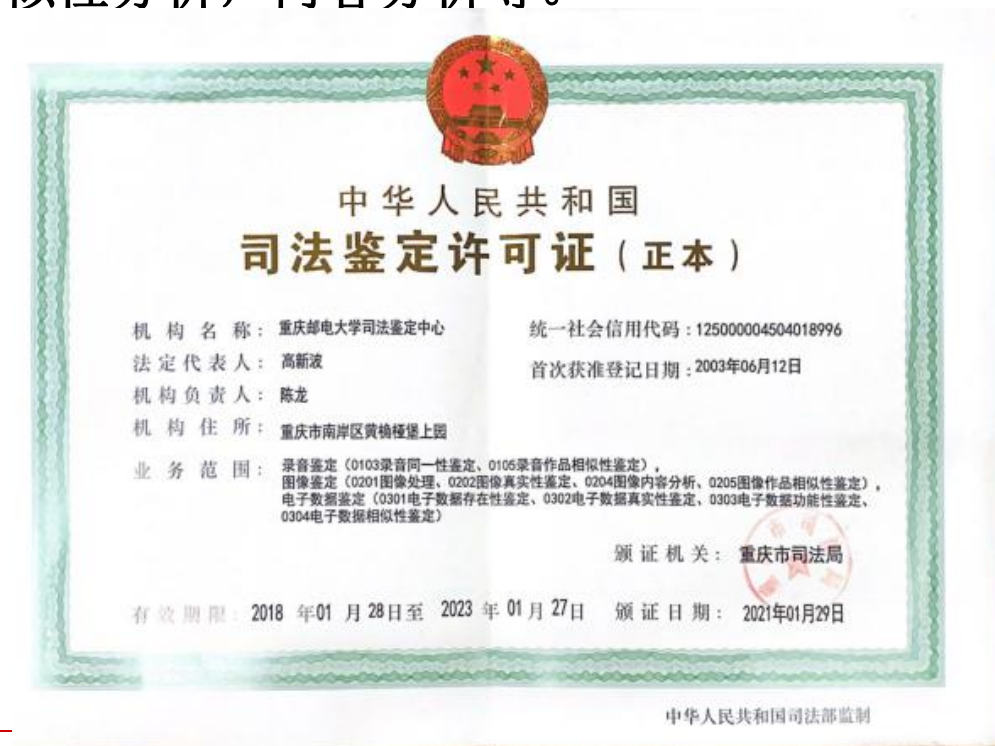 似性分析，内容分析等。
中华人民共和国
司法鉴定许可证（正本）
机构名称：重庆邮电大学司法鉴定中心
统一社会信用代码：125000004504018996
法定代表人：高新波
首次获准登记日期：2003年06月12日
机构负责人：陈龙
机构住所：重庆市南岸区黄桷桠堡上园
业务范围：录音鉴定（0103录音同一性鉴定、0105录音作品相似性鉴定），
图像鉴定（0201图像处理、0202图像真实性鉴定、0204图像内容分析、0205图像作品相似性鉴定），
电子数据鉴定（0301电子数据存在性鉴定、0302电子数据真实性鉴定、0303电子数据功能性鉴定、
0304电子数据相似性鉴定）
颁证机关：重庆市司法局
有效期限：2018年01月28日至2023年01月27日
颁证日期：2021年01月29日
中华人民共和国司法部监制